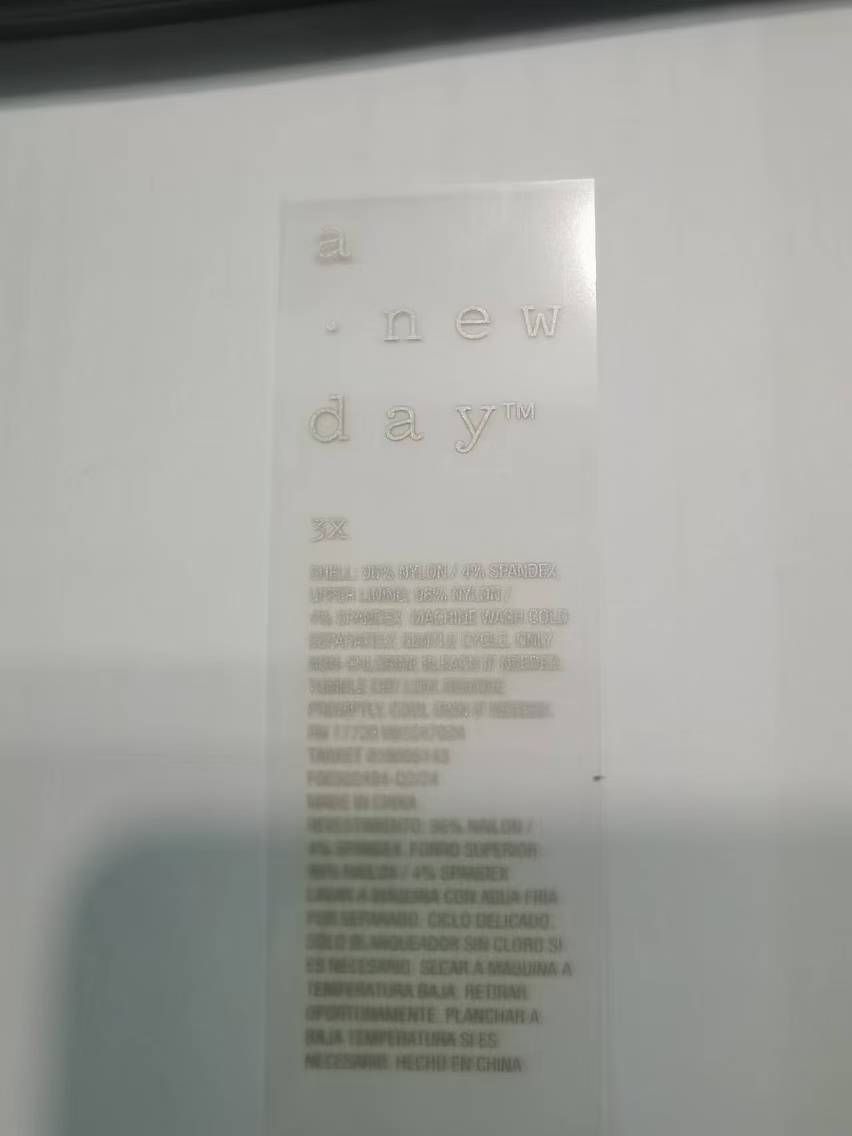 a
· new
day™
3X
SHELL: 96% NYLON / 4% SPANDEX.
UPPER LINING: 96% NYLON /
4% SPANDEX. MACHINE WASH COLD
SEPARATELY, GENTLE CYCLE. ONLY
NON-CHLORINE BLEACH IF NEEDED.
TUMBLE DRY LOW. REMOVE
PROMPTLY. COOL IRON IF NEEDED.
RN 17730
TARGET
MADE IN CHINA
REVESTIMIENTO: 96% NAILON /
4% SPANDEX. FORRO SUPERIOR:
96% NAILON / 4% SPANDEX
LAVAR A MAQUINA CON AGUA FRIA
POR SEPARADO. CICLO DELICADO.
SOLO BLANQUEADOR SIN CLORO SI
ES NECESARIO. SECAR A MAQUINA A
TEMPERATURA BAJA. RETIRAR
OPORTUNAMENTE. PLANCHAR A
BAJA TEMPERATURA SI ES
NECESARIO. HECHO EN CHINA